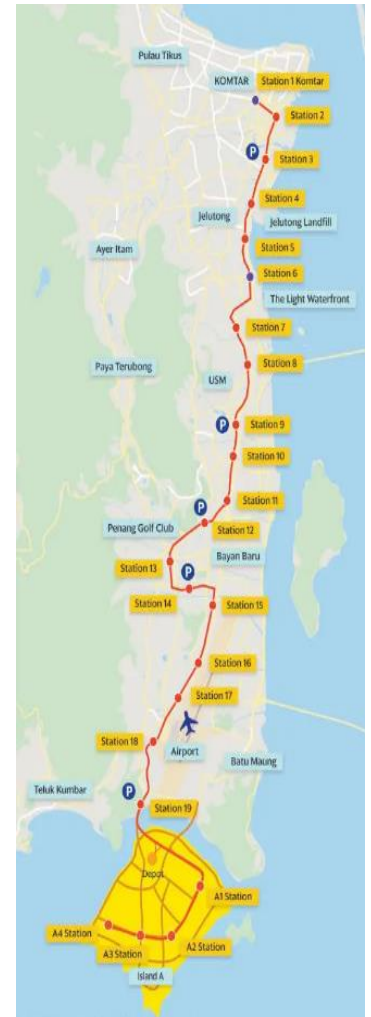 Pulau Tikus
KOMTAR
Station 1 Komtar
Station 2
P
Station 3
Station 4
Jelutong
Jelutong Landfill
Station 5
Ayer Itam
Station 6
The Light Waterfront
Station 7
Station 8
Paya Terubong
USM
P
Station 9
Station 10
Station 11
P
Penang Golf Club
Station 12
Bayan Baru
Station 13
P
Station 14
Station 15
Station 16
Station 17
Station 18
Airport
Batu Maung
Teluk Kumbar
P
Station 19
Depot
A1 Station
A4 Station
A3 Station
A2 Station
Island A